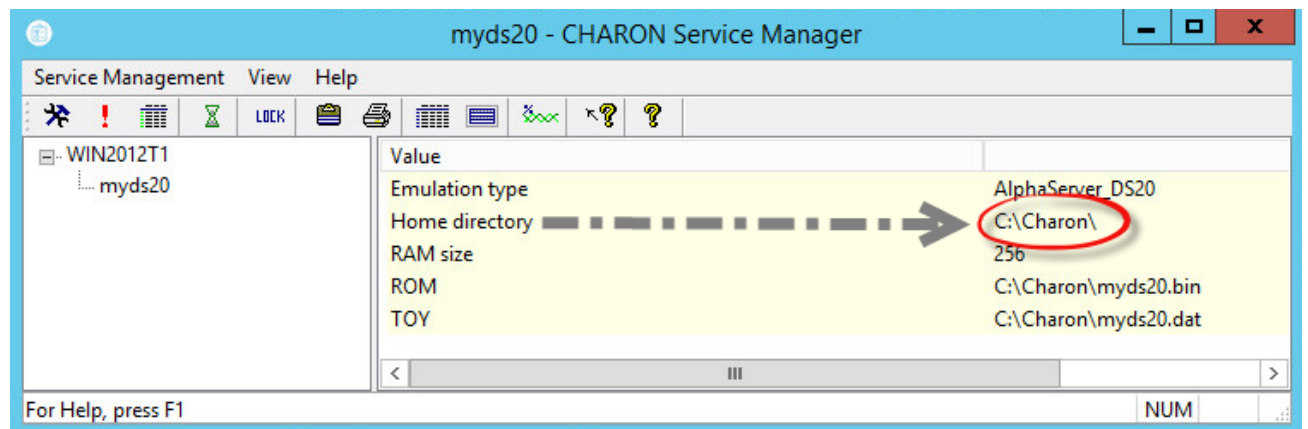 myds20 - CHARON Service Manager
Service Management View Help
LOCK
WIN2012T1
myds20
Value
Emulation type AlphaServer_DS20
Home directory C:\Charon\
RAM size 256
ROM C:\Charon\myds20.bin
TOY C:\Charon\myds20.dat
For Help, press F1 NUM